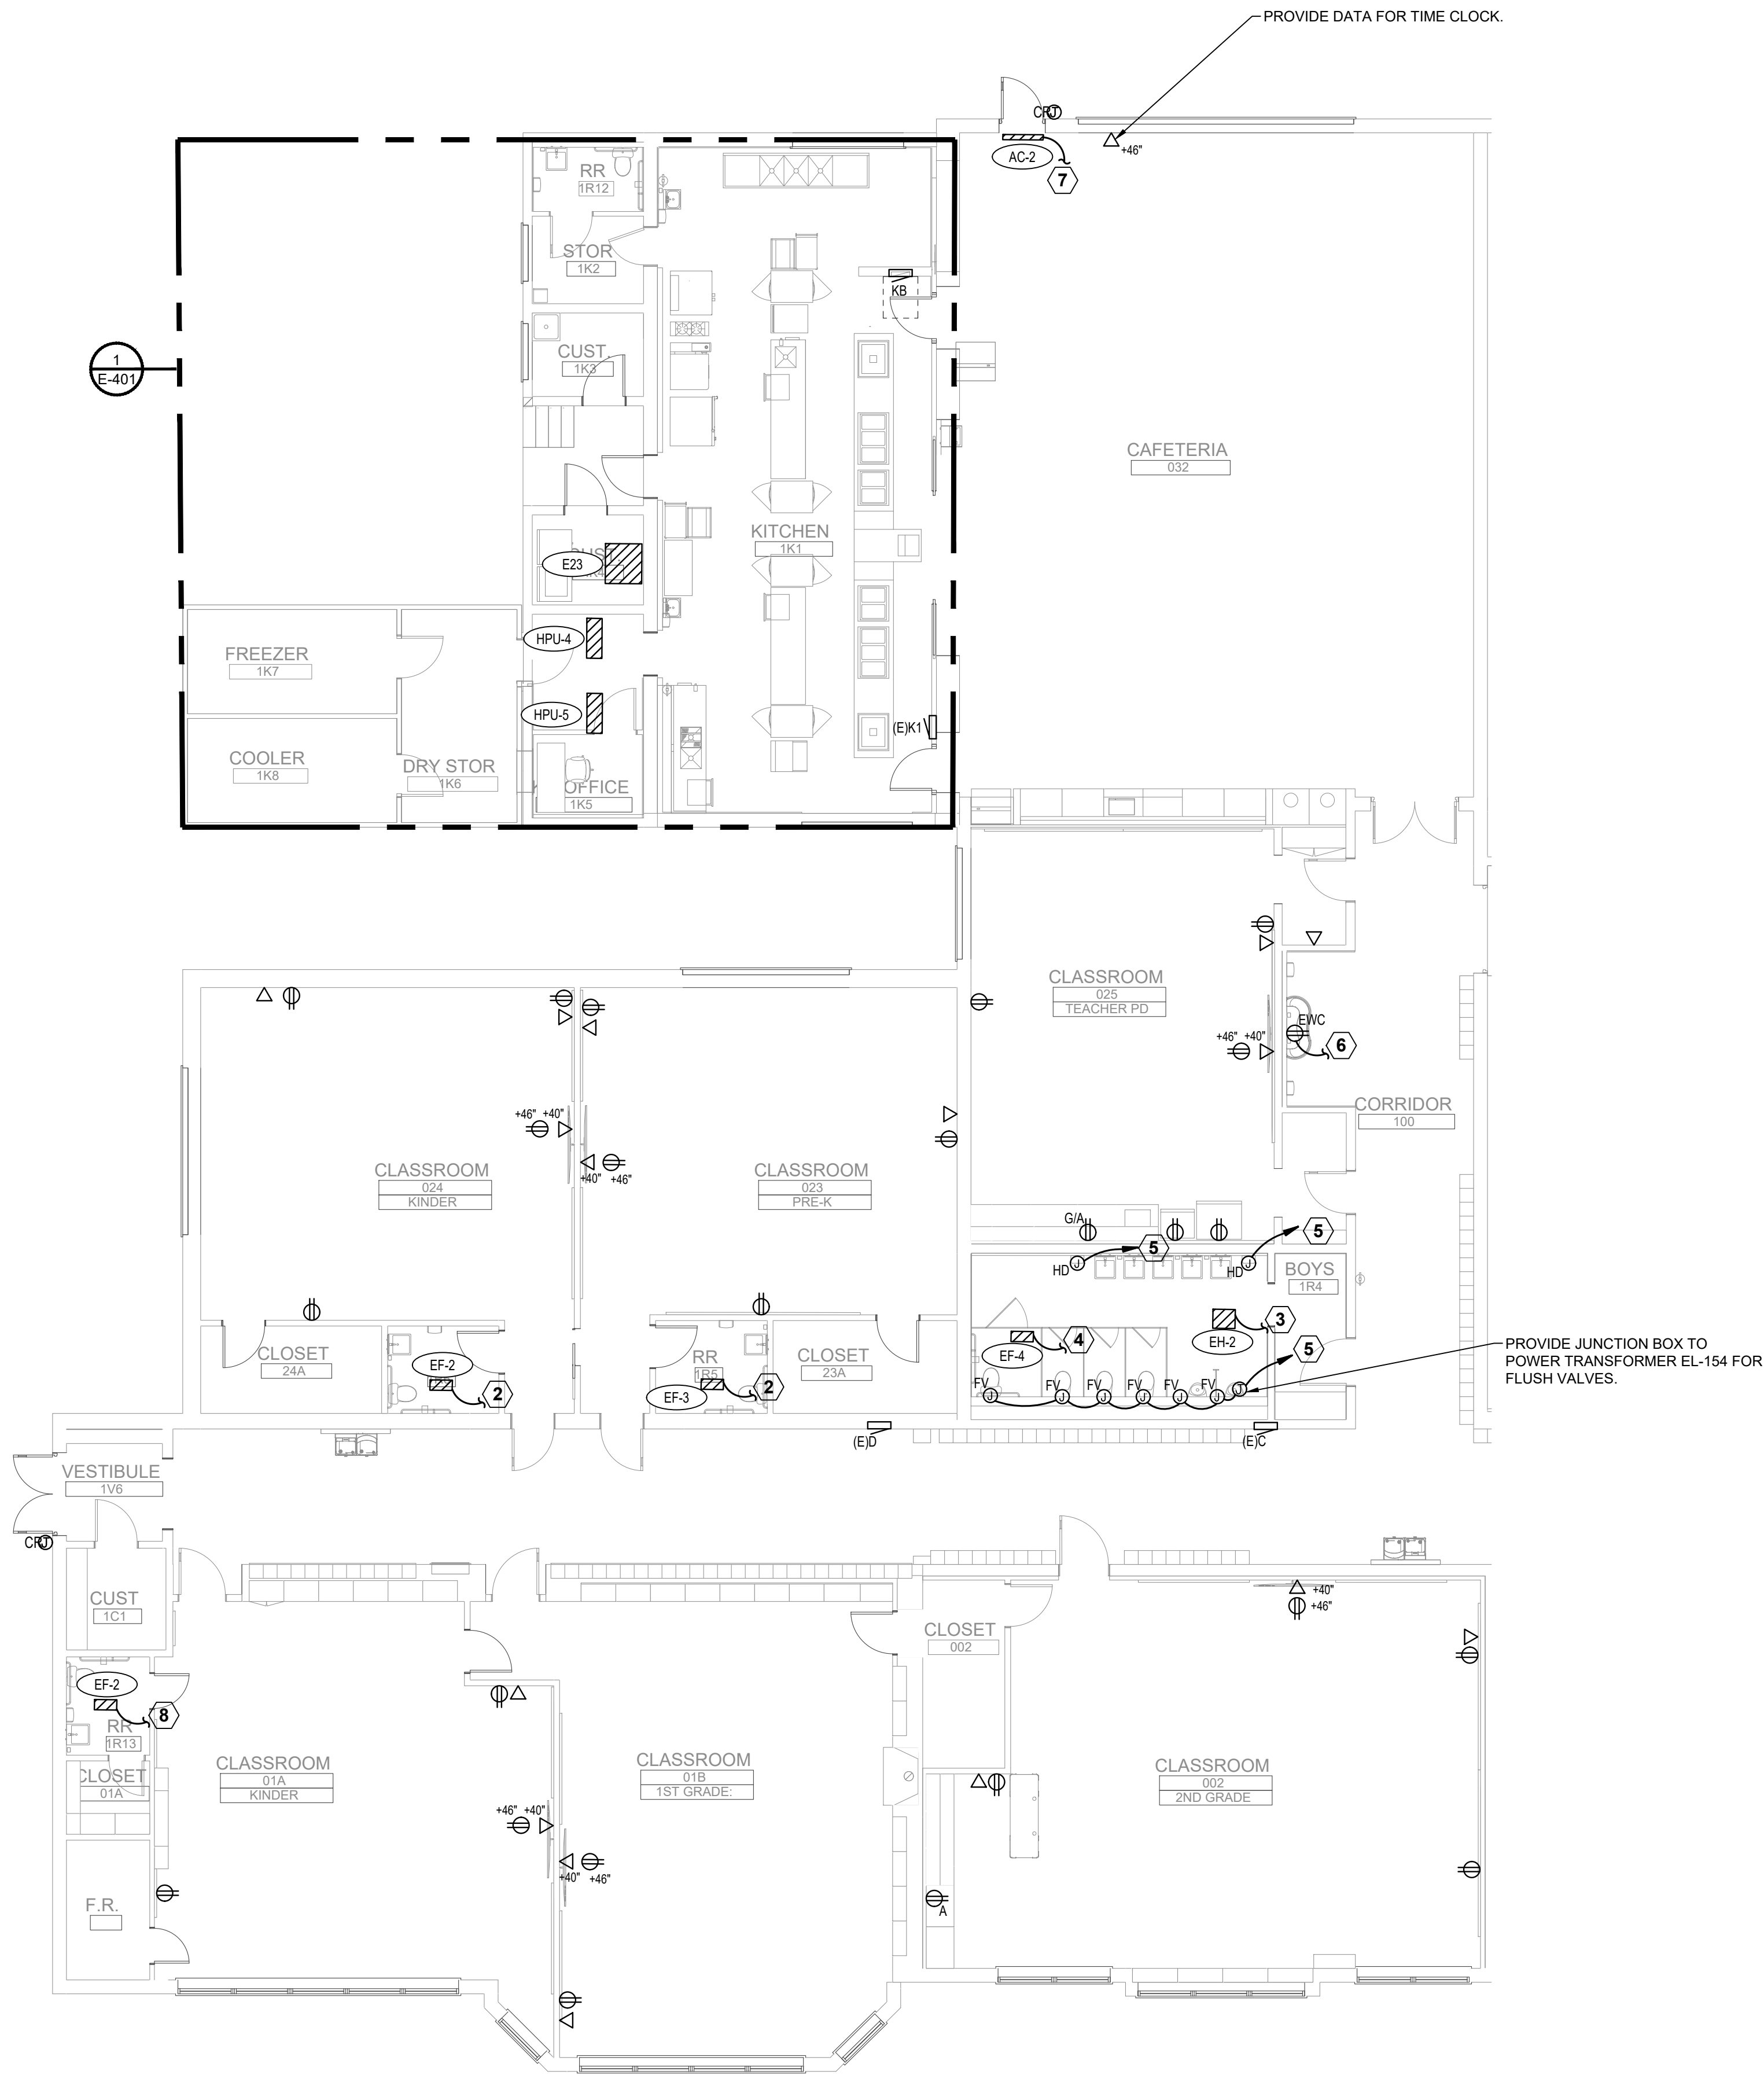 PROVIDE DATA FOR TIME CLOCK.
CRJ
+46"
AC-2
7
RR
1R12
STOR
1K2
KB
CUST.
1K3
1
E-401
CAFETERIA
032
KITCHEN
1K1
E23
HPU-4
FREEZER
1K7
HPU-5
(E)K1
COOLER
1K8
DRY STOR
1K6
OFFICE
1K5
CLASSROOM
025
TEACHER PD
EWC
+46" +40"
6
CORRIDOR
100
+46" +40"
CLASSROOM
024
KINDER
+40" +46"
CLASSROOM
023
PRE-K
G/A
5
5
HD
J
HD
J
BOYS
1R4
3
EH-2
4
EF-4
5
PROVIDE JUNCTION BOX TO
POWER TRANSFORMER EL-154 FOR
FLUSH VALVES.
CLOSET
24A
EF-2
2
RR
1R5
EF-3
2
CLOSET
23A
FV
J
FV
J
FV
J
FV
J
J
FV
J
J
(E)D
(E)C
VESTIBULE
1V6
CRJ
CUST
1C1
+40"
+46"
CLOSET
002
EF-2
8
RR
1R13
CLOSET
01A
CLASSROOM
01A
KINDER
CLASSROOM
01B
1ST GRADE:
CLASSROOM
002
2ND GRADE
+46" +40"
+40" +46"
F.R.
A